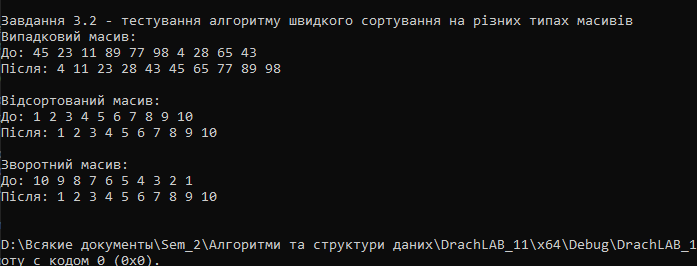 Завдання 3.2 - тестування алгоритму швидкого сортування на різних типах масивів
Випадковий масив:
До: 45 23 11 89 77 98 4 28 65 43
Після: 4 11 23 28 43 45 65 77 89 98
Відсортований масив:
До: 1 2 3 4 5 6 7 8 9 10
Після: 1 2 3 4 5 6 7 8 9 10
Зворотний масив:
До: 10 9 8 7 6 5 4 3 2 1
Після: 1 2 3 4 5 6 7 8 9 10
D:\Всякие документы\Sem_2\Алгоритми та структури даних\DrachLAB_11\x64\Debug\DrachLAB_1
оту с кодом 0 (0x0).